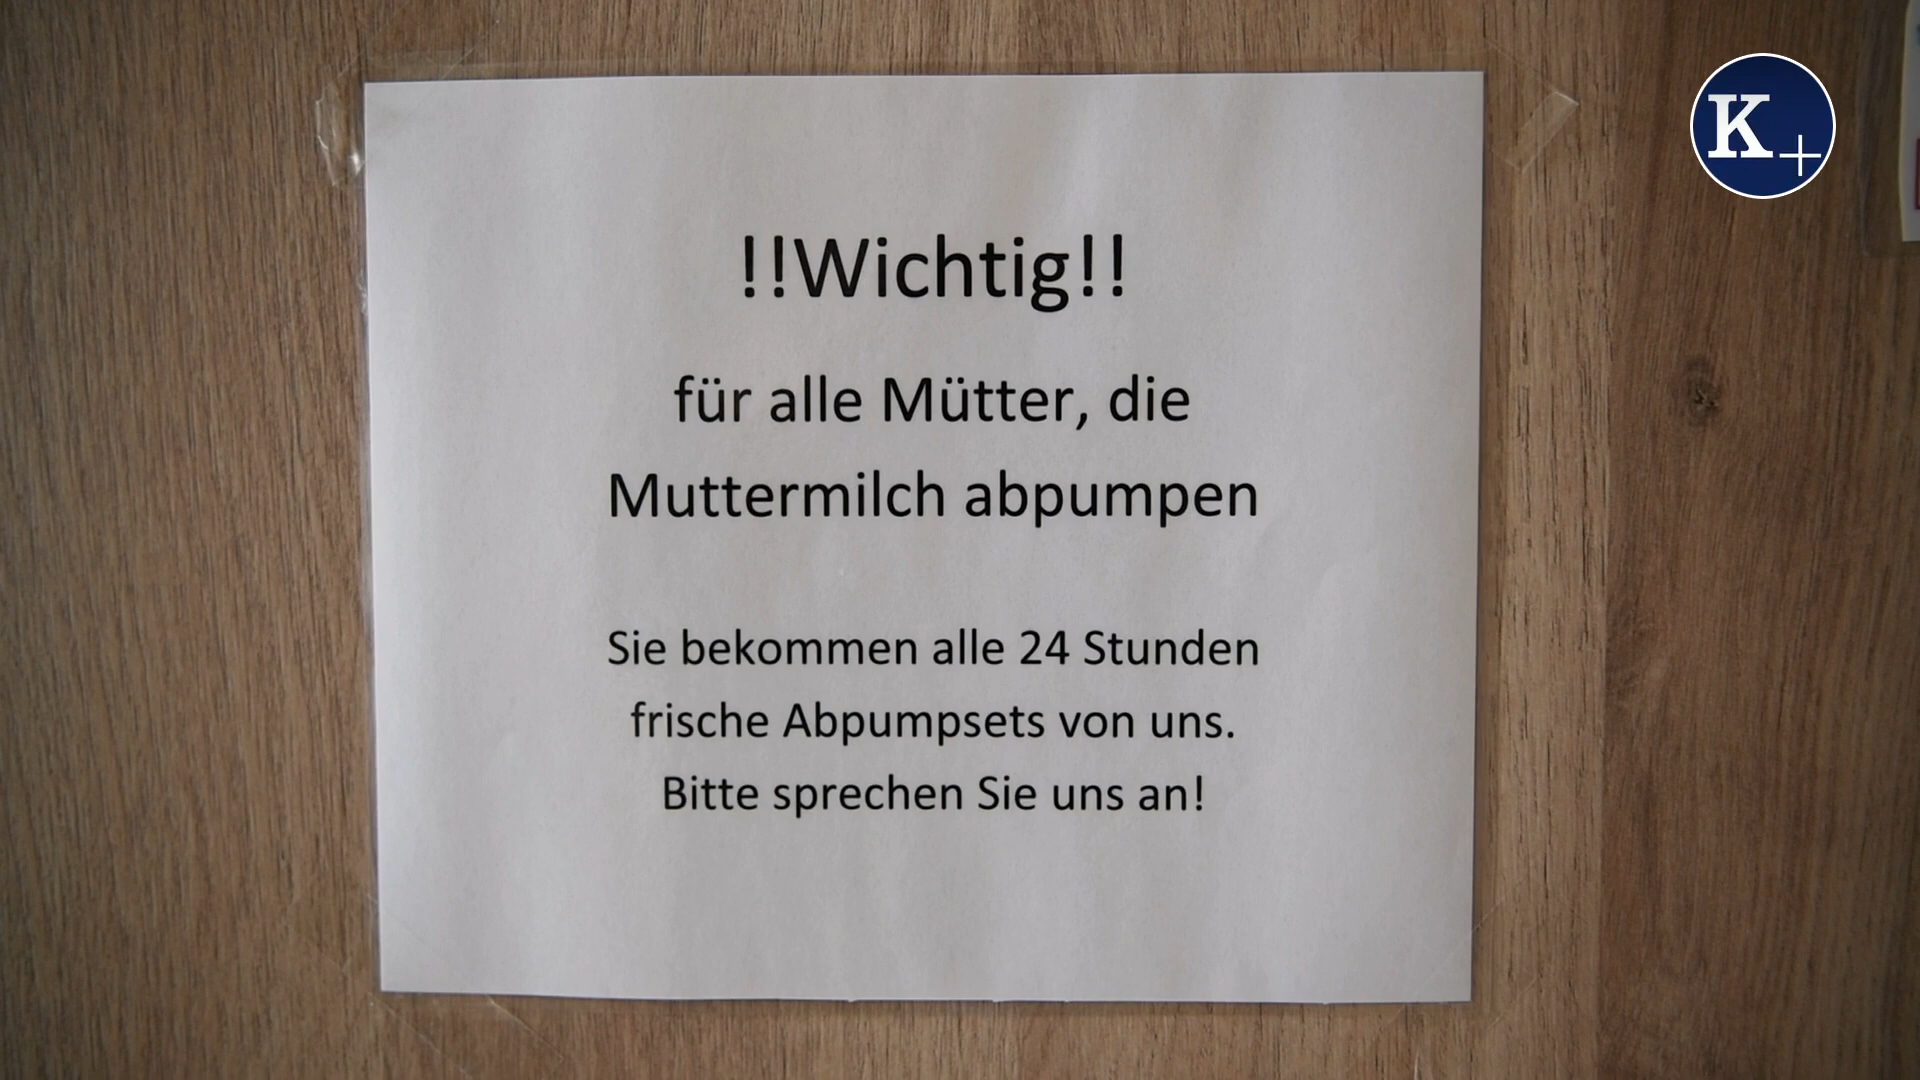 K+
!!Wichtig!!
für alle Mütter, die
Muttermilch abpumpen
Sie bekommen alle 24 Stunden
frische Abpumpsets von uns.
Bitte sprechen Sie uns an!